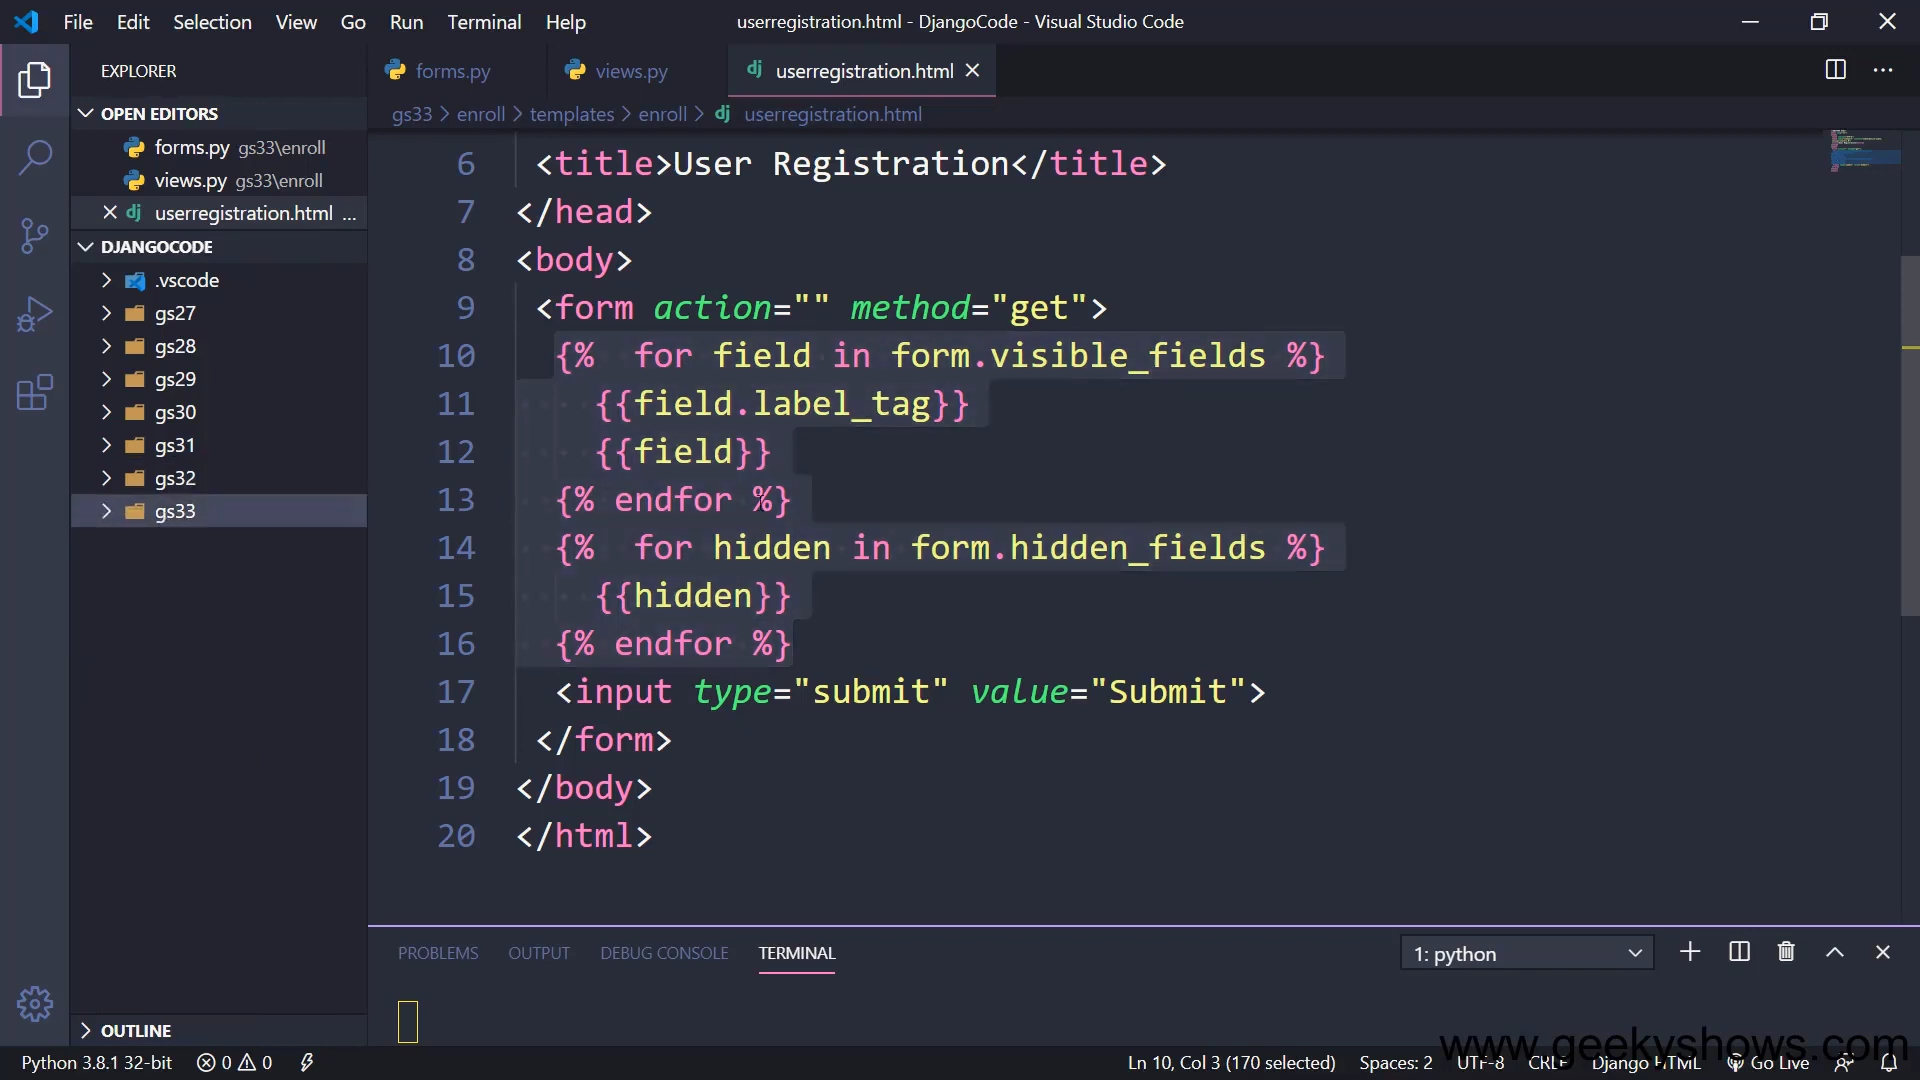 File Edit Selection View Go Run Terminal Help
userregistration.html - DjangoCode - Visual Studio Code
EXPLORER
OPEN EDITORS
forms.py gs33\enroll
views.py gs33\enroll
userregistration.html ...
DJANGOCODE
.vscode
gs27
gs28
gs29
gs30
gs31
gs32
gs33
OUTLINE
forms.py
views.py
userregistration.html
gs33 > enroll > templates > enroll > userregistration.html
6 <title>User Registration</title>
7 </head>
8 <body>
9 <form action="" method="get">
10 {%  for field in form.visible_fields %}
11 {{field.label_tag}}
12 {{field}}
13 {% endfor %}
14 {%  for hidden in form.hidden_fields %}
15 {{hidden}}
16 {% endfor %}
17 <input type="submit" value="Submit">
18 </form>
19 </body>
20 </html>
PROBLEMS OUTPUT DEBUG CONSOLE TERMINAL
1: python
www.geekyshows.com
Python 3.8.1 32-bit 0 0
Ln 10, Col 3 (170 selected) Spaces: 2 UTF-8 CRLF Django HTML Go Live